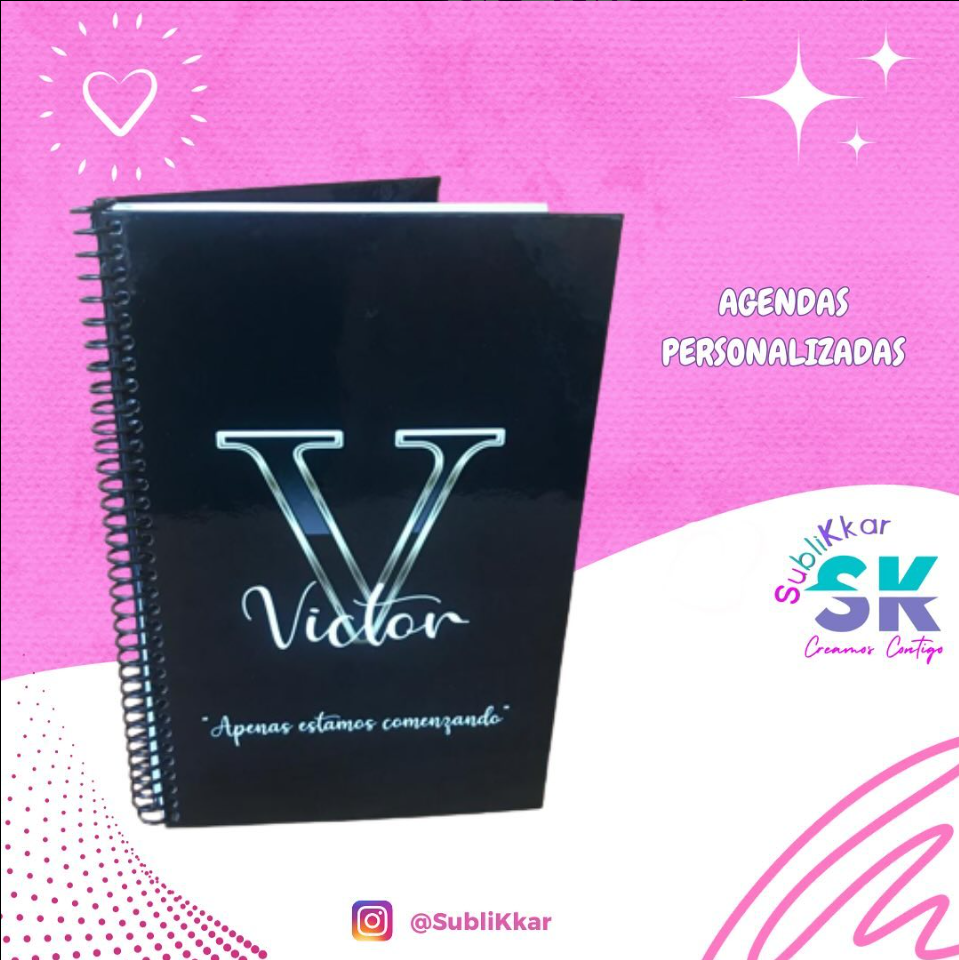 AGENDAS
PERSONALIZADAS
V
Victor
"Apenas estamos comenzando"
SubliKkar
SK
Creamos Contigo
@SubliKkar